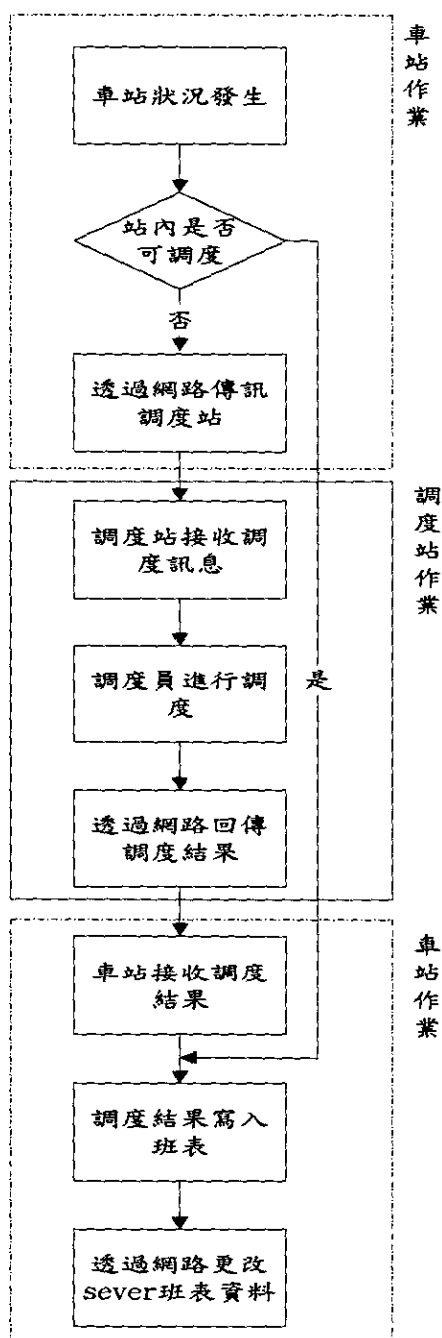 車站作業
車站狀況發生
站內是否
可調度
否
透過網路傳訊
調度站
調度站作業
調度站接收調
度訊息
調度員進行調
度
是
透過網路回傳
調度結果
車站作業
車站接收調度
結果
調度結果寫入
班表
透過網路更改
sever班表資料